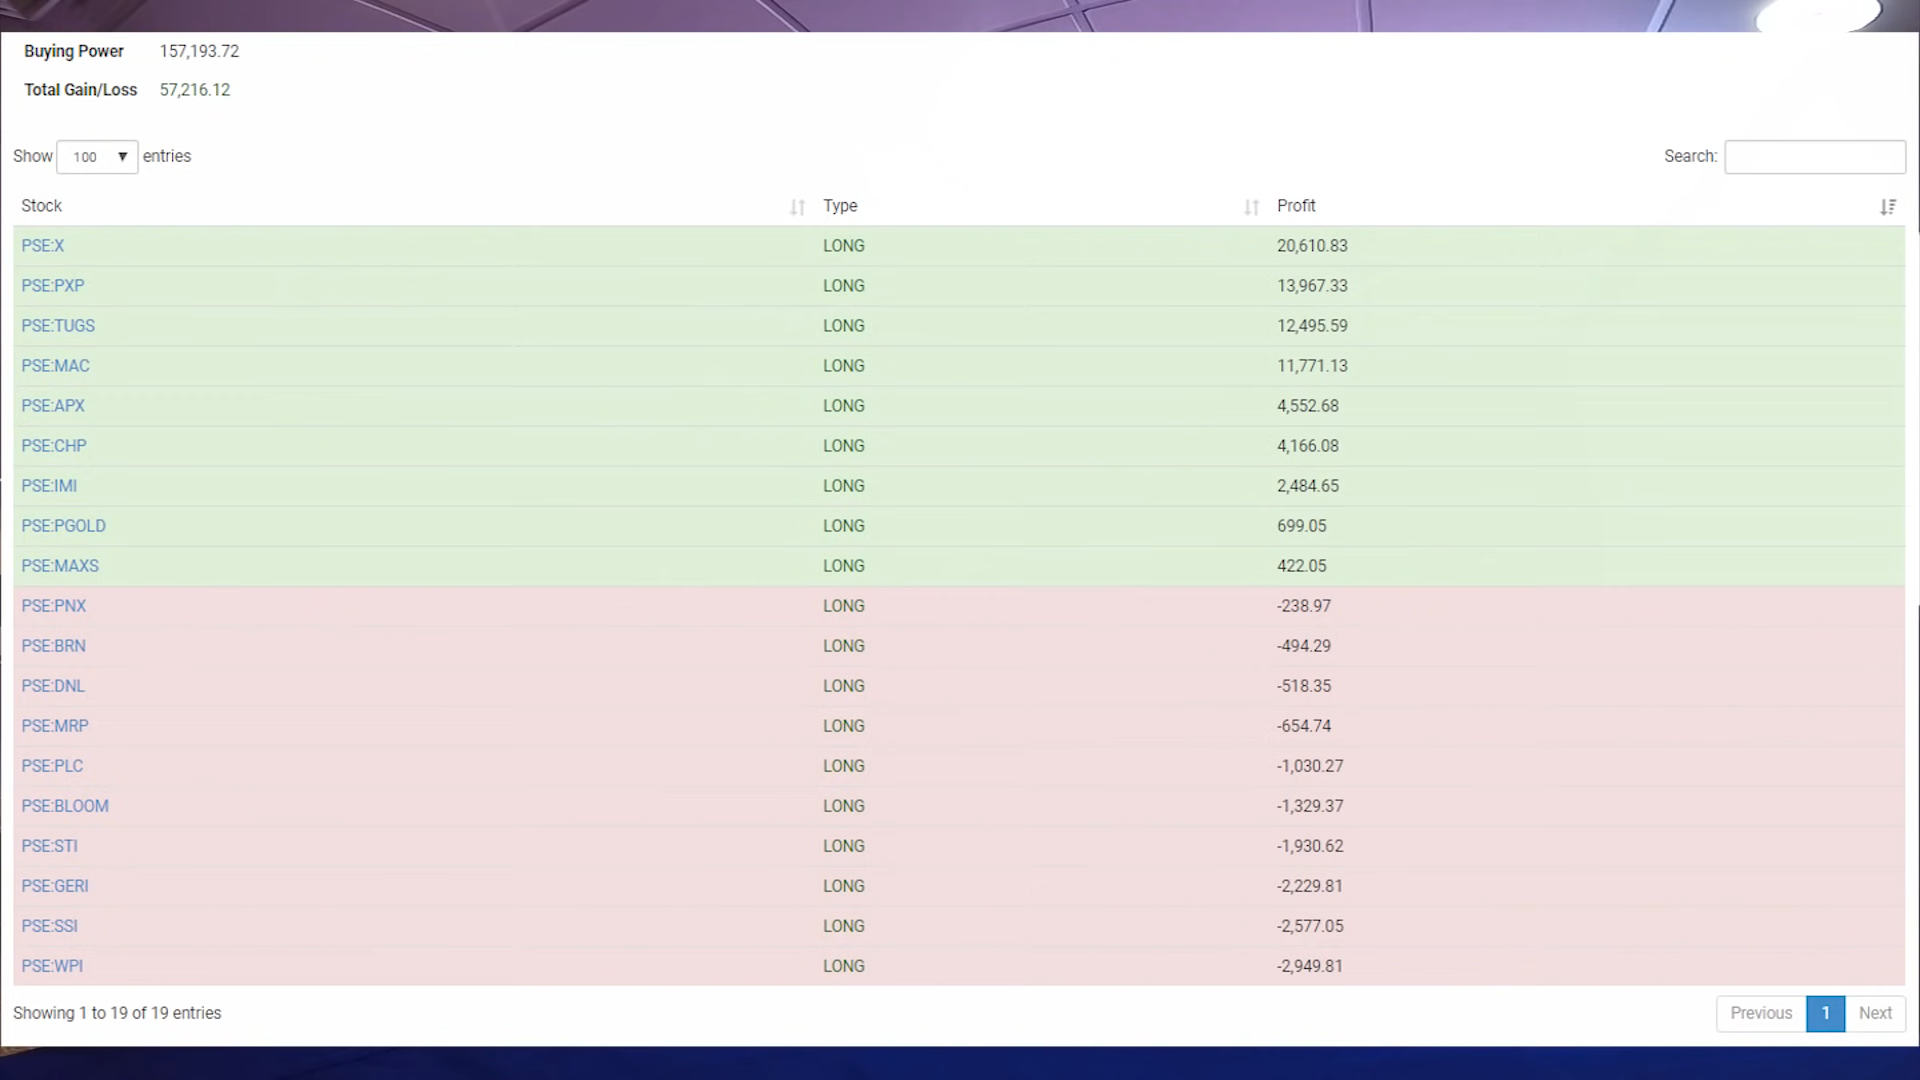 Buying Power 157,193.72
Total Gain/Loss 57,216.12
Show 100 entries Search:
Stock Type Profit
PSE:X LONG 20,610.83
PSE:PXP LONG 13,967.33
PSE:TUGS LONG 12,495.59
PSE:MAC LONG 11,771.13
PSE:APX LONG 4,552.68
PSE:CHP LONG 4,166.08
PSE:IMI LONG 2,484.65
PSE:PGOLD LONG 699.05
PSE:MAXS LONG 422.05
PSE:PNX LONG -238.97
PSE:BRN LONG -494.29
PSE:DNL LONG -518.35
PSE:MRP LONG -654.74
PSE:PLC LONG -1,030.27
PSE:BLOOM LONG -1,329.37
PSE:STI LONG -1,930.62
PSE:GERI LONG -2,229.81
PSE:SSI LONG -2,577.05
PSE:WPI LONG -2,949.81
Showing 1 to 19 of 19 entries Previous 1 Next